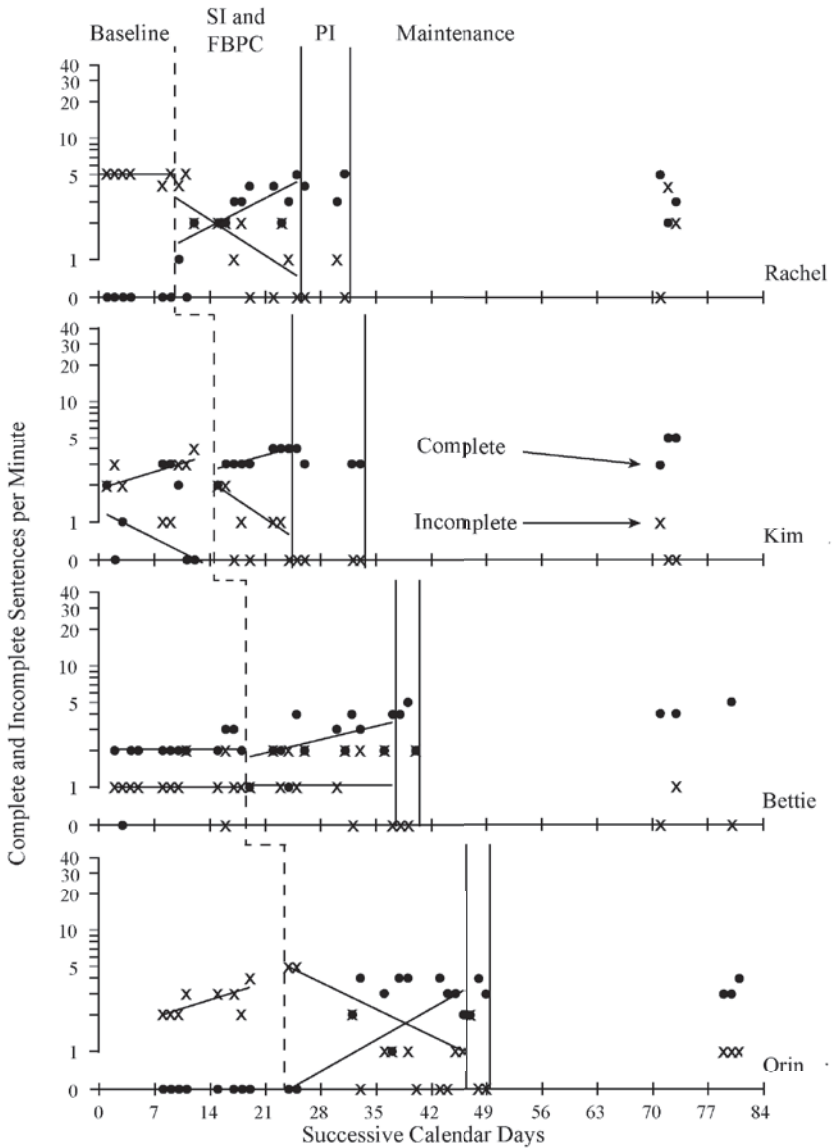 Baseline SI and FBPC PI Maintenance
40
30
20
10
5
1
0
Rachel
40
30
20
10
5
1
0
Complete
Incomplete
Kim
40
30
20
10
5
1
0
Bettie
40
30
20
10
5
1
0
Orin
0 7 14 21 28 35 42 49 56 63 70 77 84
Successive Calendar Days
Complete and Incomplete Sentences per Minute